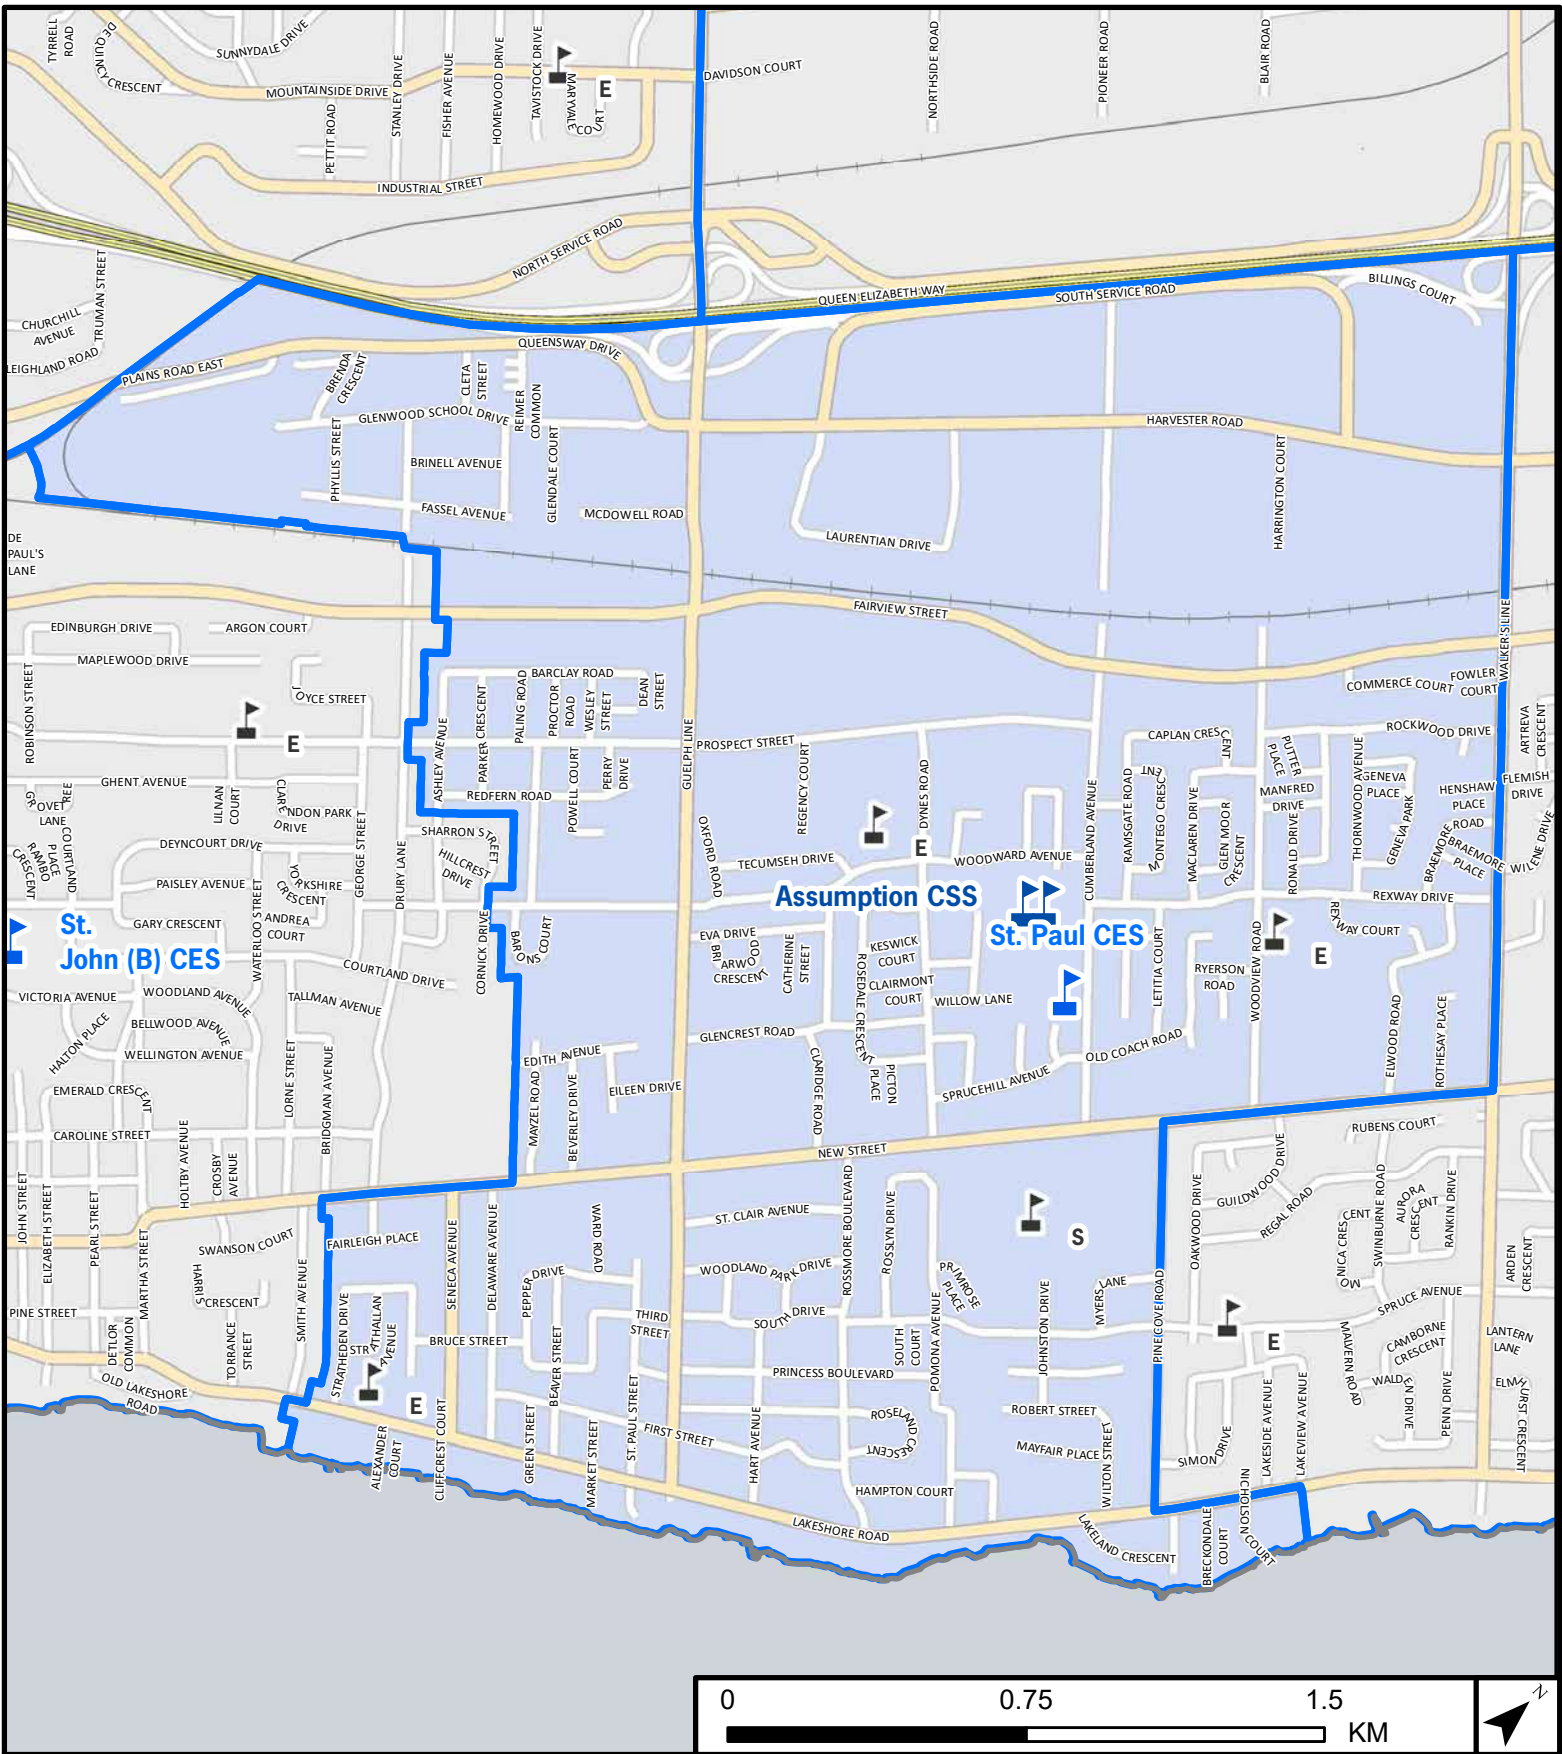 TYRRELL
ROAD
DE QUINCY CRESCENT
SUNNYDALE DRIVE
MOUNTAINSIDE DRIVE
PETTIT ROAD
STANLEY DRIVE
FISHER AVENUE
HOMEWOOD DRIVE
TAVISTOCK DRIVE
MARYVALE
COURT
E
DAVIDSON COURT
NORTHSIDE ROAD
PIONEER ROAD
BLAIR ROAD
INDUSTRIAL STREET
NORTH SERVICE ROAD
QUEEN ELIZABETH WAY
SOUTH SERVICE ROAD
BILLINGS COURT
TRUMAN STREET
CHURCHILL
AVENUE
LEIGHLAND ROAD
PLAINS ROAD EAST
QUEENSWAY DRIVE
BRENDA
CRESCENT
CLETA
STREET
REIMER
COMMON
GLENWOOD SCHOOL DRIVE
PHYLLIS STREET
BRINELL AVENUE
GLENDALE COURT
FASSEL AVENUE
MCDOWELL ROAD
HARVESTER ROAD
HARRINGTON COURT
LAURENTIAN DRIVE
DE
PAUL'S
LANE
FAIRVIEW STREET
WALKER'S LINE
EDINBURGH DRIVE
ARGON COURT
MAPLEWOOD DRIVE
ROBINSON STREET
JOYCE STREET
E
BARCLAY ROAD
ASHLEY AVENUE
PARKER CRESCENT
PALING ROAD
PROCTOR
ROAD
WESLEY
STREET
DEAN
STREET
GUELPH LINE
PROSPECT STREET
COMMERCE COURT
FOWLER
COURT
ROCKWOOD DRIVE
ARTREVA
CRESCENT
CAPLAN CRESCENT
PUTTER
PLACE
GHENT AVENUE
ULLNAN
COURT
CLARENDON PARK
DRIVE
GROVE
LANE
COURTLAND
PLACE
RAMBO
CRESCENT
GEORGE STREET
DRURY LANE
REDFERN ROAD
POWELL COURT
PERRY
DRIVE
REGENCY COURT
DYNES ROAD
CUMBERLAND AVENUE
RAMSGATE ROAD
MONTEGO CRESCENT
MACLAREN DRIVE
GLEN MOOR
CRESCENT
MANFRED
DRIVE
RONALD DRIVE
THORNWOOD AVENUE
GENEVA
PLACE
GENEVA PARK
HENSHAW
PLACE
FLEMISH
DRIVE
BRAEMORE
ROAD
BRAEMORE
PLACE
WILENE DRIVE
DEYNCOURT DRIVE
SHARRON STREET
HILLCREST
DRIVE
OXFORD ROAD
TECUMSEH DRIVE
E
WOODWARD AVENUE
PAISLEY AVENUE
YORKSHIRE
CRESCENT
Assumption CSS
REXWAY DRIVE
REXWAY COURT
GARY CRESCENT
ANDREA
COURT
WATERLOO STREET
St.
John (B) CES
CORNICK DRIVE
BARONS COURT
EVA DRIVE
BRIARWOOD
CRESCENT
CATHERINE
STREET
KESWICK
COURT
St. Paul CES
LETITIA COURT
WOODVIEW ROAD
E
COURTLAND DRIVE
CLAIRMONT
COURT
ROSEDALE CRESCENT
WILLOW LANE
RYERSON
ROAD
VICTORIA AVENUE
WOODLAND AVENUE
TALLMAN AVENUE
BELLWOOD AVENUE
HALTON PLACE
WELLINGTON AVENUE
GLENCREST ROAD
OLD COACH ROAD
ELWOOD ROAD
ROTHESAY PLACE
EDITH AVENUE
EILEEN DRIVE
MAYZEL ROAD
BEVERLEY DRIVE
CLARIDGE ROAD
PICTON
PLACE
SPRUCEHILL AVENUE
EMERALD CRESCENT
LORNE STREET
BRIDGMAN AVENUE
CAROLINE STREET
NEW STREET
RUBENS COURT
HOLTBY AVENUE
CROSBY
AVENUE
JOHN STREET
ELIZABETH STREET
PEARL STREET
MARTHA STREET
SWANSON COURT
FAIRLEIGH PLACE
SENECA AVENUE
DELAWARE AVENUE
WARD ROAD
ST. CLAIR AVENUE
ROSSMORE BOULEVARD
ROSSLYN DRIVE
S
OAKWOOD DRIVE
GUILDWOOD DRIVE
REGAL ROAD
MONICA CRESCENT
SWINBURNE ROAD
AURORA
CRESCENT
RANKIN DRIVE
ARDEN
CRESCENT
HARRIS
CRESCENT
SMITH AVENUE
PEPPER DRIVE
WOODLAND PARK DRIVE
PRIMROSE
PLACE
MYERS LANE
PINE COVE ROAD
SPRUCE AVENUE
PINE STREET
DETLOR
COMMON
TORRANCE
STREET
STRATHEDEN DRIVE
STRATHALLAN
AVENUE
BRUCE STREET
THIRD
STREET
SOUTH DRIVE
SOUTH
COURT
POMONA AVENUE
JOHNSTON DRIVE
E
MALVERN ROAD
CAMBORNE
CRESCENT
LANTERN
LANE
OLD LAKESHORE
ROAD
E
BEAVER STREET
PRINCESS BOULEVARD
WALDEN DRIVE
PENN DRIVE
ELMHURST CRESCENT
ALEXANDER
COURT
CLIFFCREST COURT
GREEN STREET
MARKET STREET
ST. PAUL STREET
FIRST STREET
HART AVENUE
ROSELAND CRESCENT
ROBERT STREET
MAYFAIR PLACE
WILTON STREET
SIMON DRIVE
LAKESIDE AVENUE
LAKEVIEW AVENUE
HAMPTON COURT
LAKESHORE ROAD
LAKELAND CRESCENT
BRECKONDALE
COURT
NICHOLSON COURT
0 0.75 1.5
KM
N